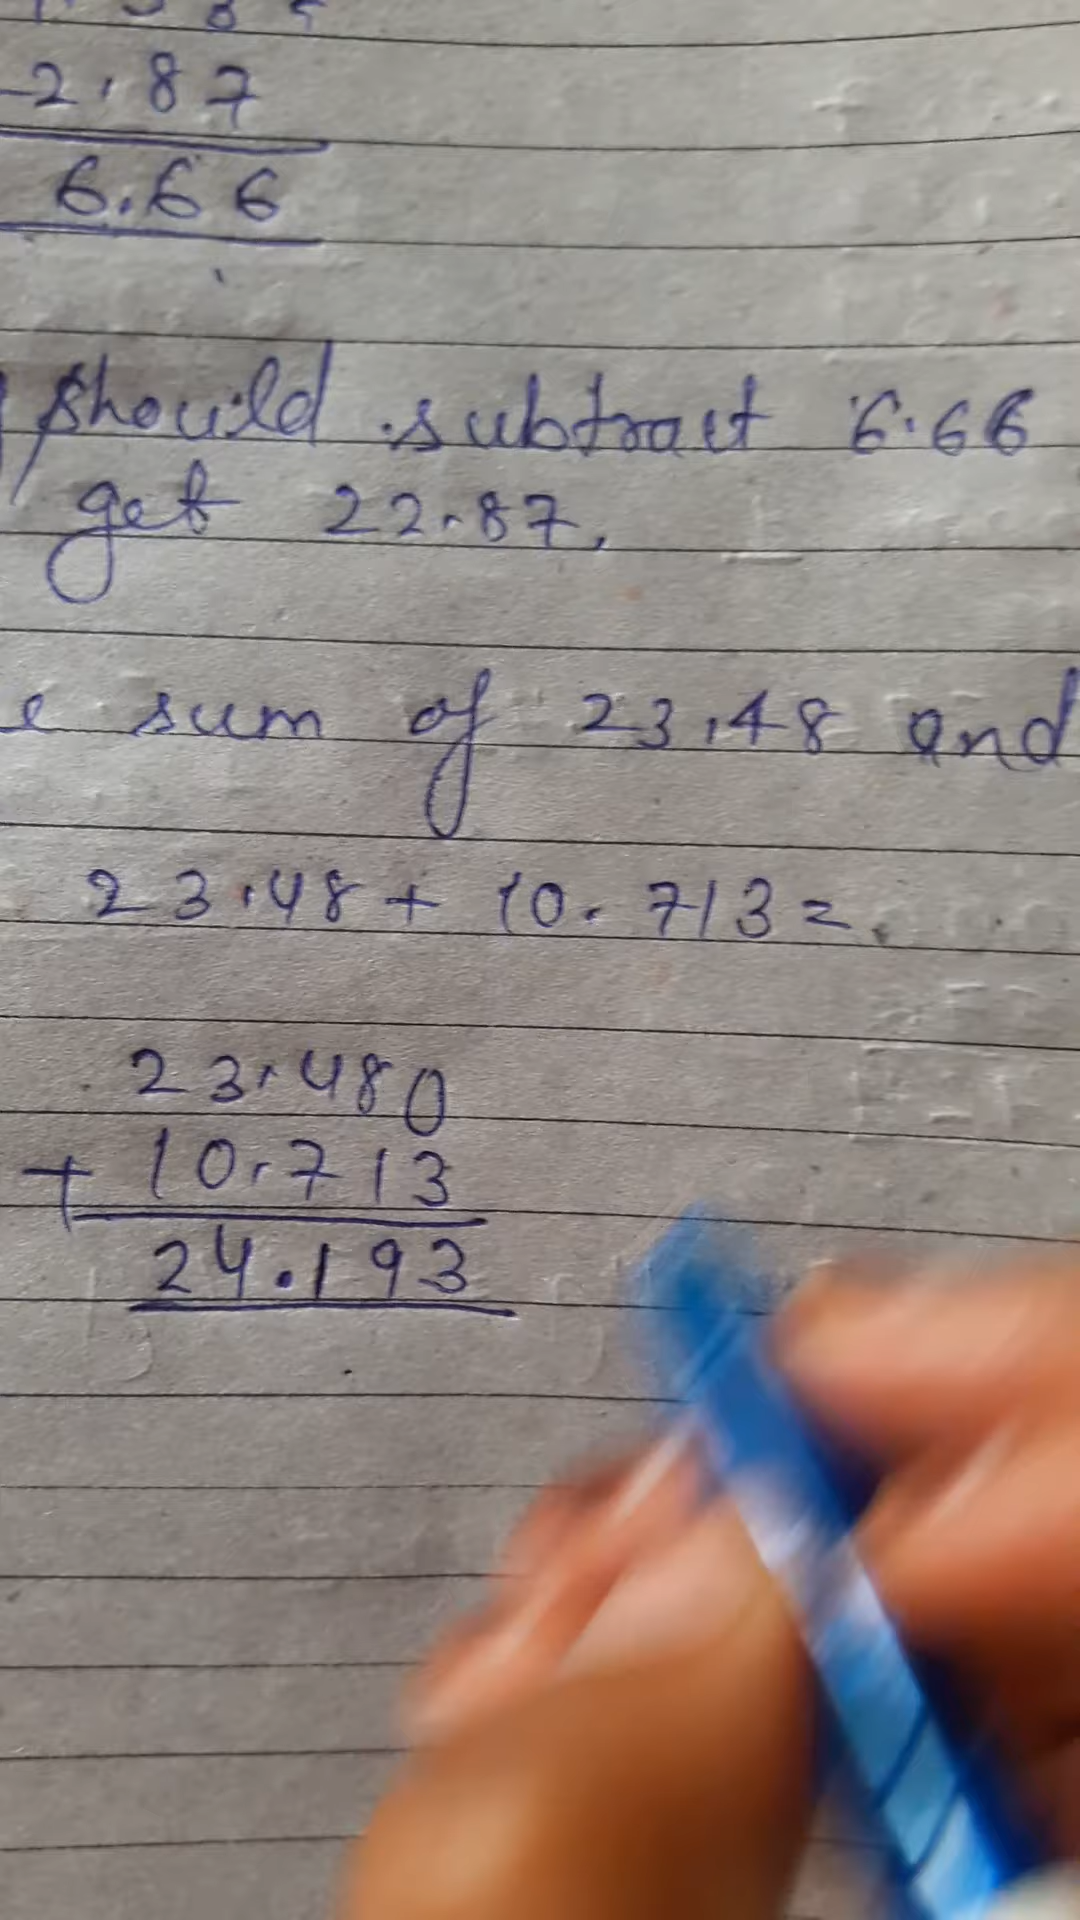 -2.87
6.66
should subtract 6.66
get 22.87.
e sum of 23.48 and
23.48 + 10.713 =
23.480
+ 10.713
24.193